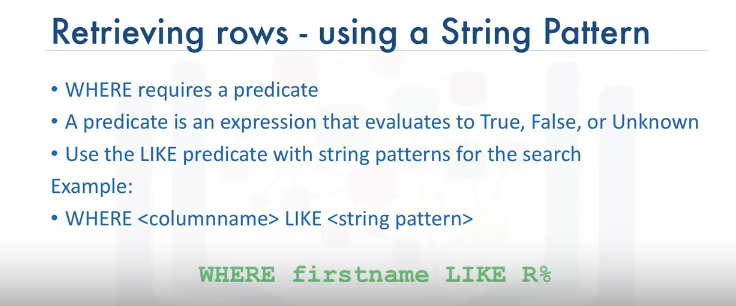 Retrieving rows - using a String Pattern
• WHERE requires a predicate
• A predicate is an expression that evaluates to True, False, or Unknown
• Use the LIKE predicate with string patterns for the search
Example:
• WHERE <columnname> LIKE <string pattern>
WHERE firstname LIKE R%